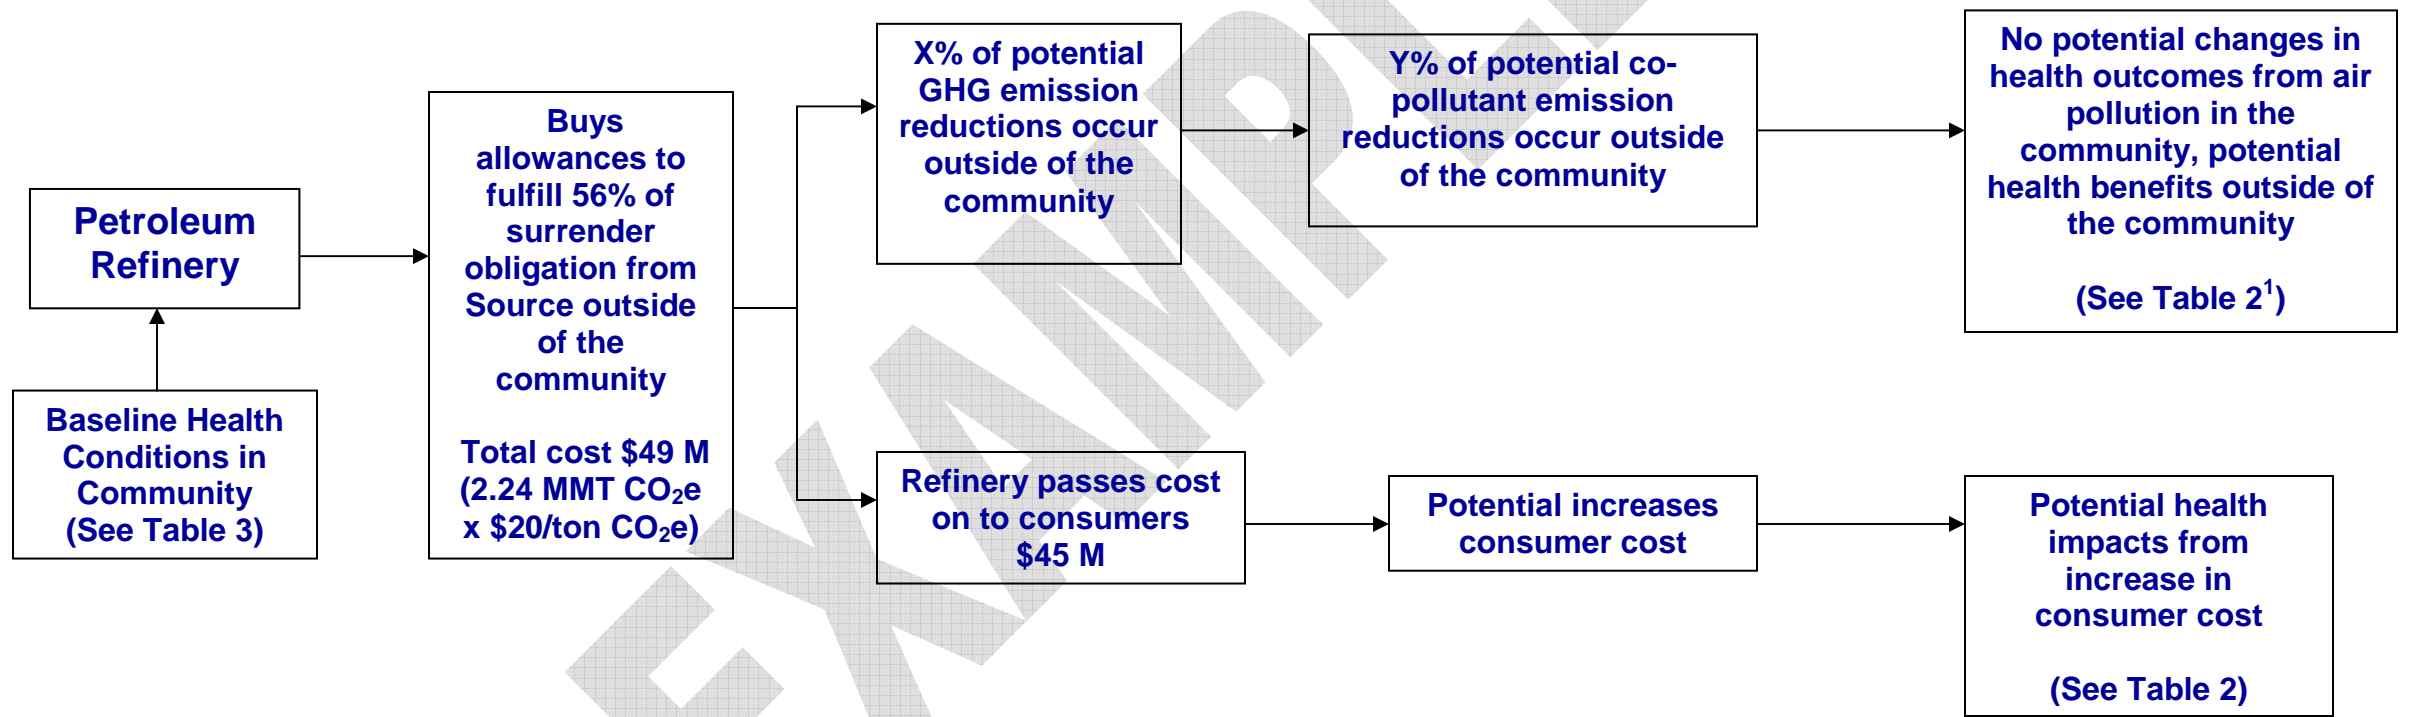 Petroleum
Refinery
Baseline Health
Conditions in
Community
(See Table 3)
Buys
allowances to
fulfill 56% of
surrender
obligation from
Source outside
of the
community
Total cost $49 M
(2.24 MMT CO₂e
x $20/ton CO₂e)
X% of potential
GHG emission
reductions occur
outside of the
community
Y% of potential co-
pollutant emission
reductions occur outside
of the community
No potential changes in
health outcomes from air
pollution in the
community, potential
health benefits outside of
the community
(See Table 2¹)
Refinery passes cost
on to consumers
$45 M
Potential increases
consumer cost
Potential health
impacts from
increase in
consumer cost
(See Table 2)
EXAMPLE